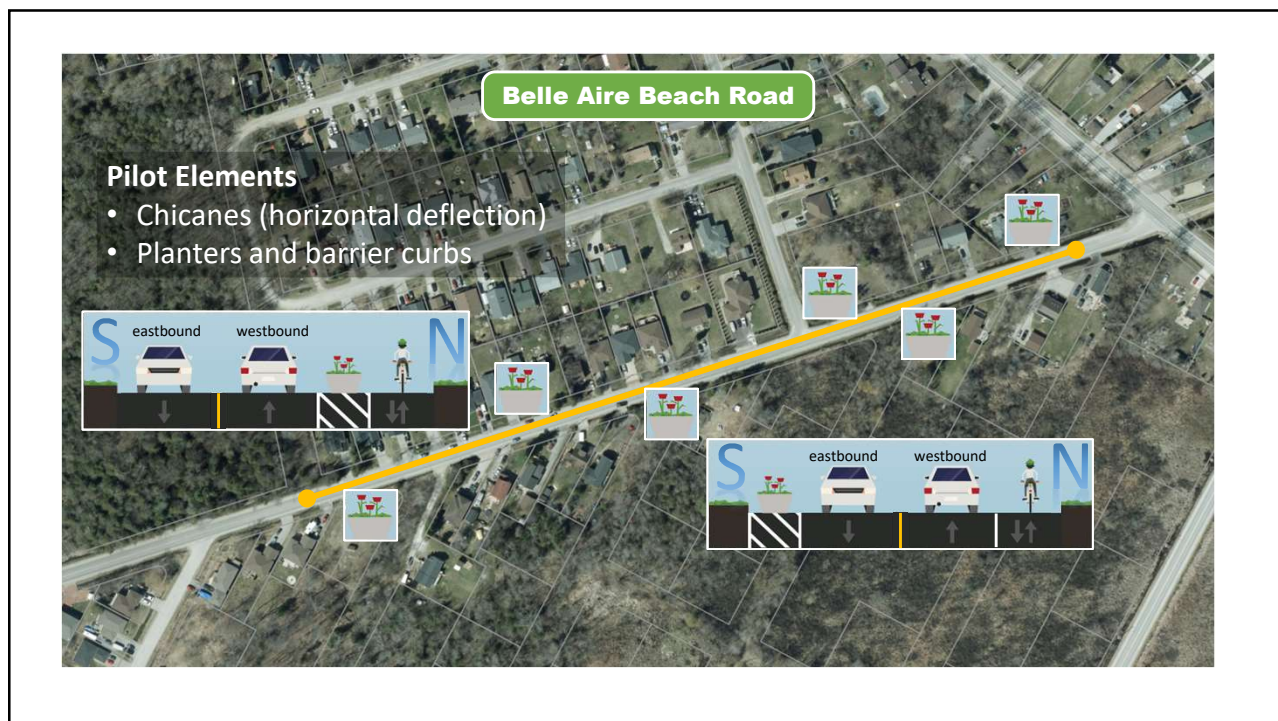 Belle Aire Beach Road
Pilot Elements
• Chicanes (horizontal deflection)
• Planters and barrier curbs
S eastbound westbound N
S eastbound westbound N